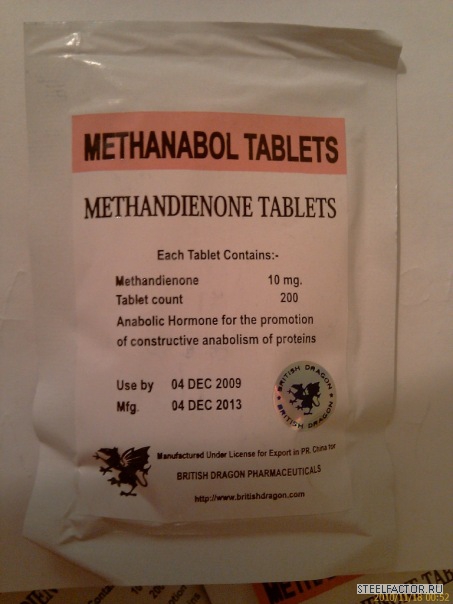 METHANABOL TABLETS
METHANDIENONE TABLETS
Each Tablet Contains:-
Methandienone 10 mg.
Tablet count 200
Anabolic Hormone for the promotion
of constructive anabolism of proteins
Use by 04 DEC 2009
Mfg. 04 DEC 2013
BRITISH DRAGON
BRITISH DRAGON
Manufactured Under License for Export in PR. China for
BRITISH DRAGON PHARMACEUTICALS
http://www.britishdragon.com
STEELFACTOR.RU
2010/11/18 00:52